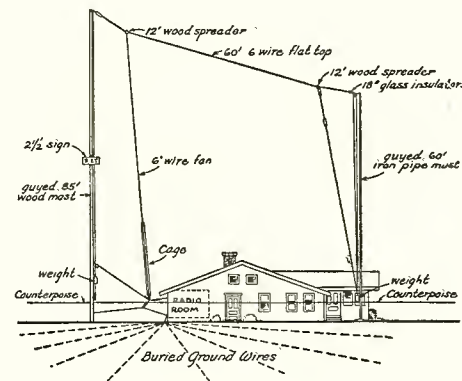 12' wood spreader
60' 6 wire flat top
12' wood spreader
18" glass insulators
2½' sign
6' wire fan
guyed 85'
wood mast
guyed 60'
iron pipe mast
Cage
weight
Counterpoise
RADIO
ROOM
weight
Counterpoise
Buried Ground Wires